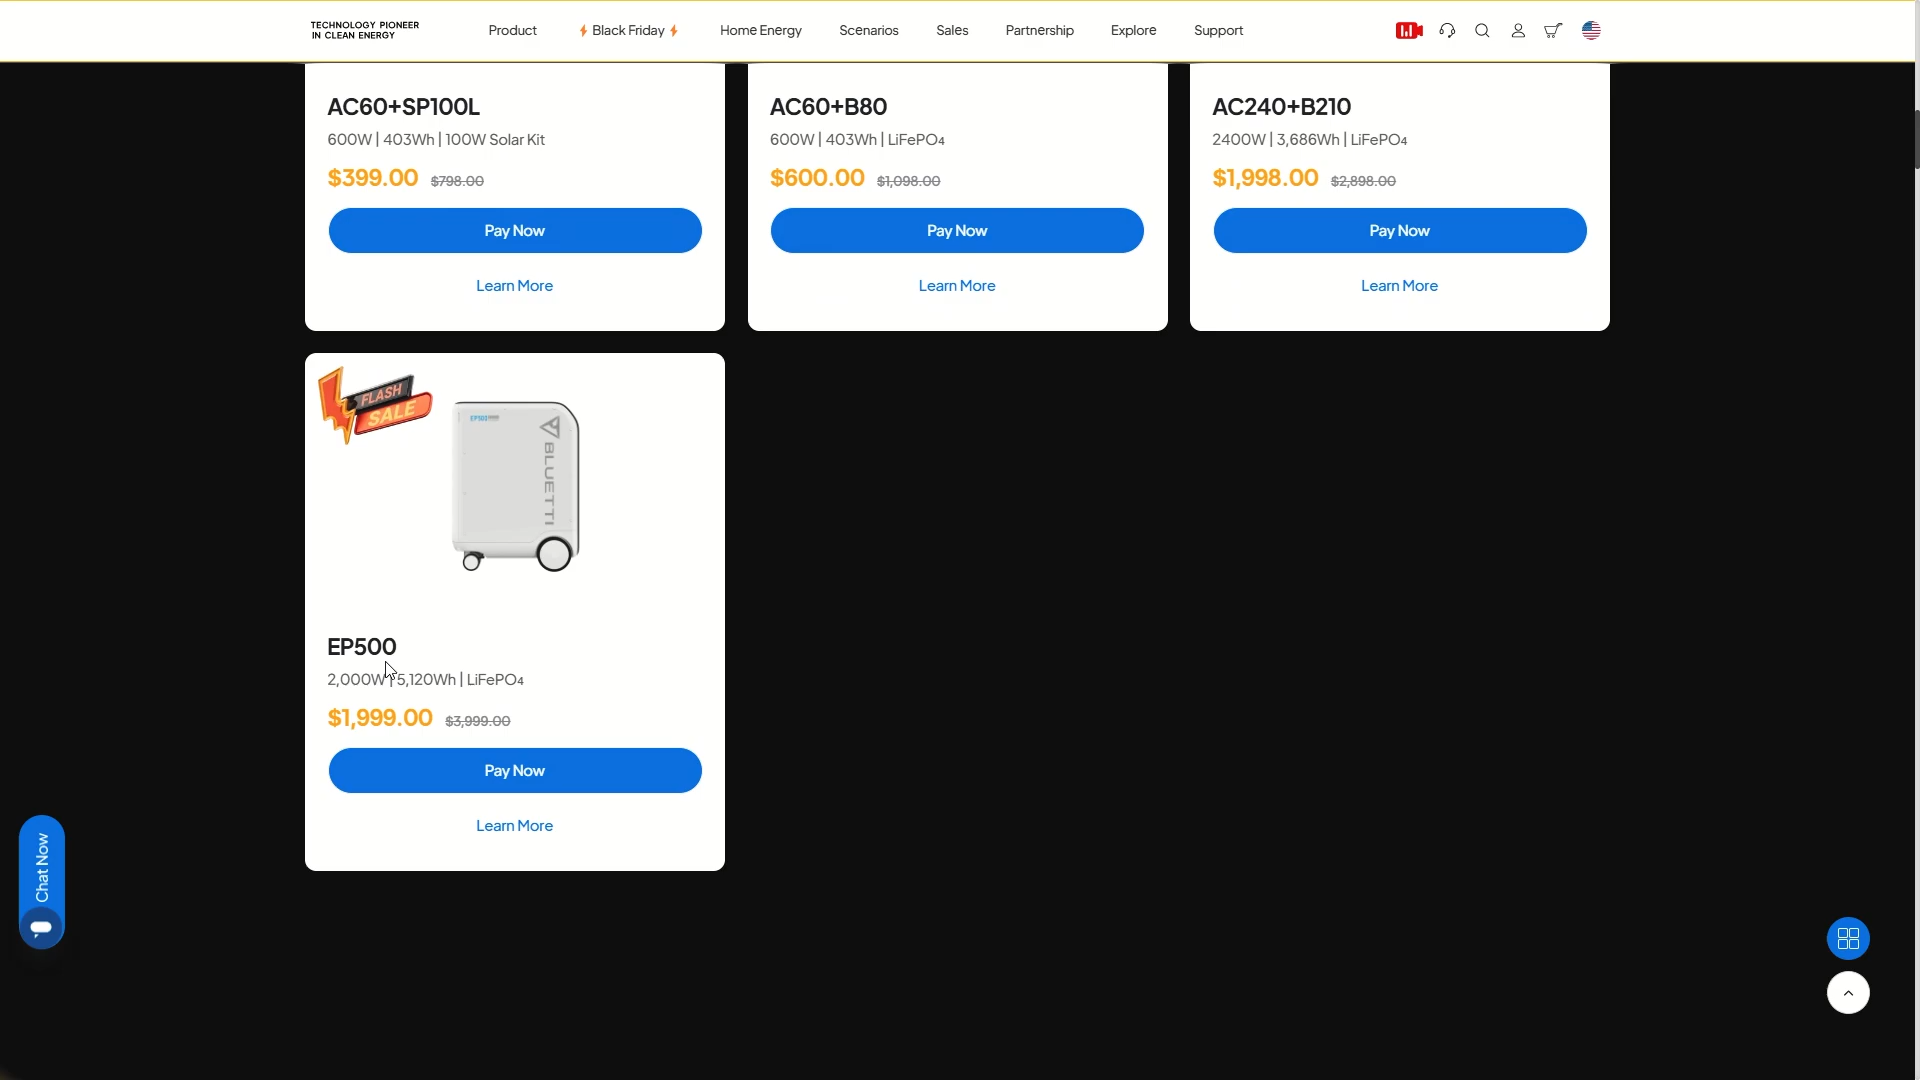 TECHNOLOGY PIONEER
IN CLEAN ENERGY
Product
Black Friday
Home Energy
Scenarios
Sales
Partnership
Explore
Support
AC60+SP100L
600W | 403Wh | 100W Solar Kit
$399.00 $798.00
Pay Now
Learn More
AC60+B80
600W | 403Wh | LiFePO₄
$600.00 $1,098.00
Pay Now
Learn More
AC240+B210
2400W | 3,686Wh | LiFePO₄
$1,998.00 $2,898.00
Pay Now
Learn More
FLASH
SALE
EP500
BLUETTI
EP500
2,000W | 5,120Wh | LiFePO₄
$1,999.00 $3,999.00
Pay Now
Learn More
Chat Now